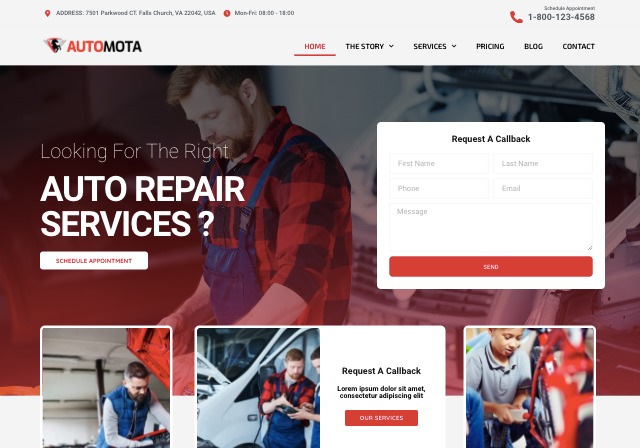 ADDRESS: 7501 Parkwood CT. Falls Church, VA 22042, USA
Mon-Fri: 08:00 - 18:00
Schedule Appointment
1-800-123-4568
AUTOMOTA
HOME
THE STORY
SERVICES
PRICING
BLOG
CONTACT
Looking For The Right
AUTO REPAIR
SERVICES ?
SCHEDULE APPOINTMENT
Request A Callback
First Name
Last Name
Phone
Email
Message
SEND
Request A Callback
Lorem ipsum dolor sit amet,
consectetur adipiscing elit
OUR SERVICES